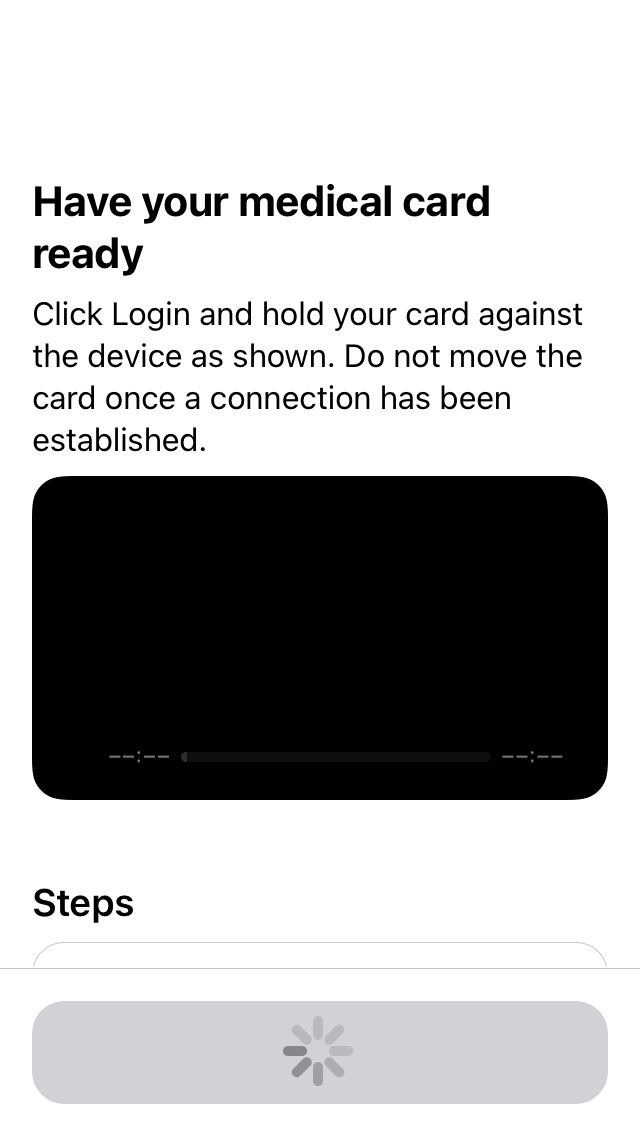 Have your medical card
ready
Click Login and hold your card against
the device as shown. Do not move the
card once a connection has been
established.
--:-- --:--
Steps